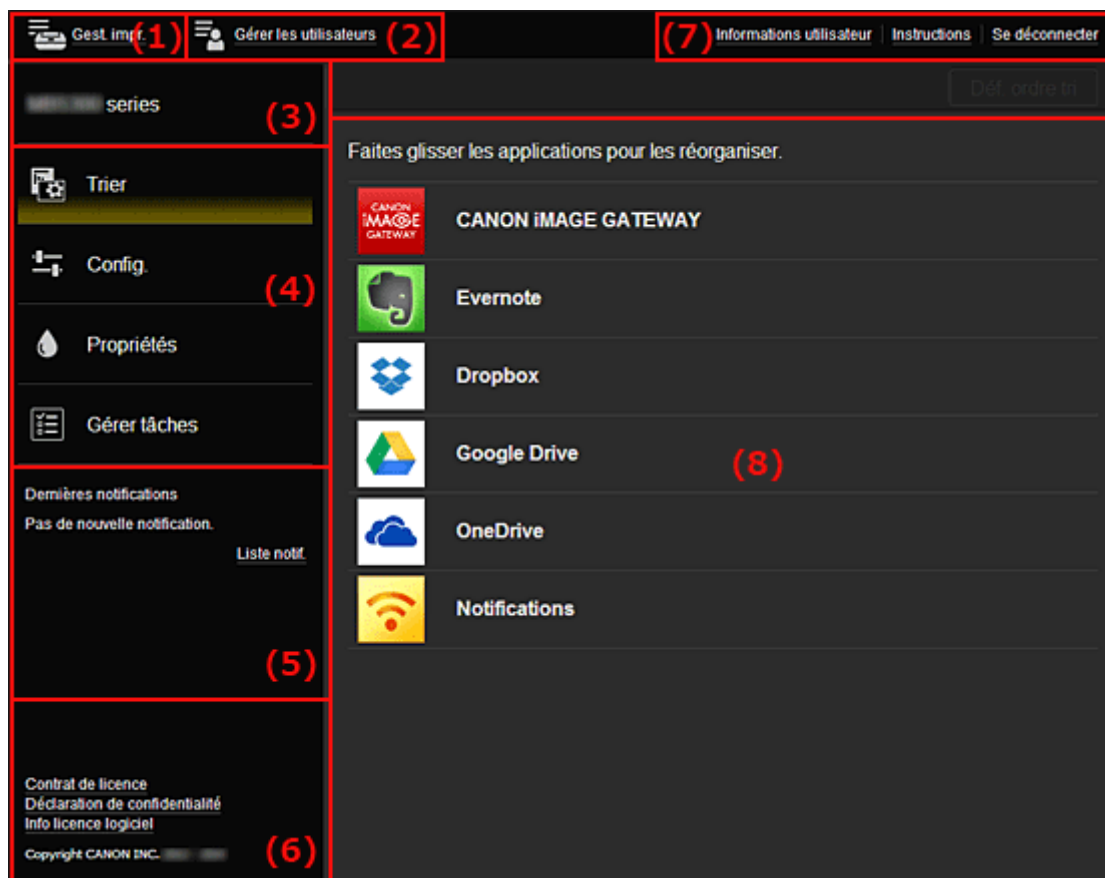 Gest. impr.
(1)
Gérer les utilisateurs
(2)
(7)
Informations utilisateur
Instructions
Se déconnecter
series
(3)
Déf. ordre tri
Trier
Config.
(4)
Propriétés
Gérer tâches
Dernières notifications
Pas de nouvelle notification.
Liste notif.
(5)
Contrat de licence
Déclaration de confidentialité
Info licence logiciel
Copyright CANON INC.
(6)
Faites glisser les applications pour les réorganiser.
CANON
iMAGE
GATEWAY
CANON iMAGE GATEWAY
Evernote
Dropbox
Google Drive
(8)
OneDrive
Notifications